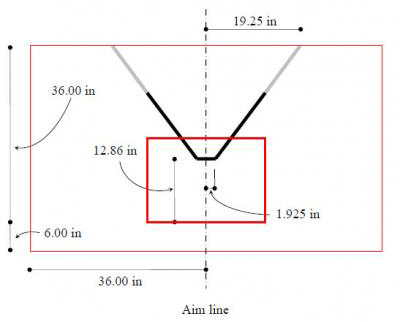 19.25 in
36.00 in
12.86 in
1.925 in
6.00 in
36.00 in
Aim line